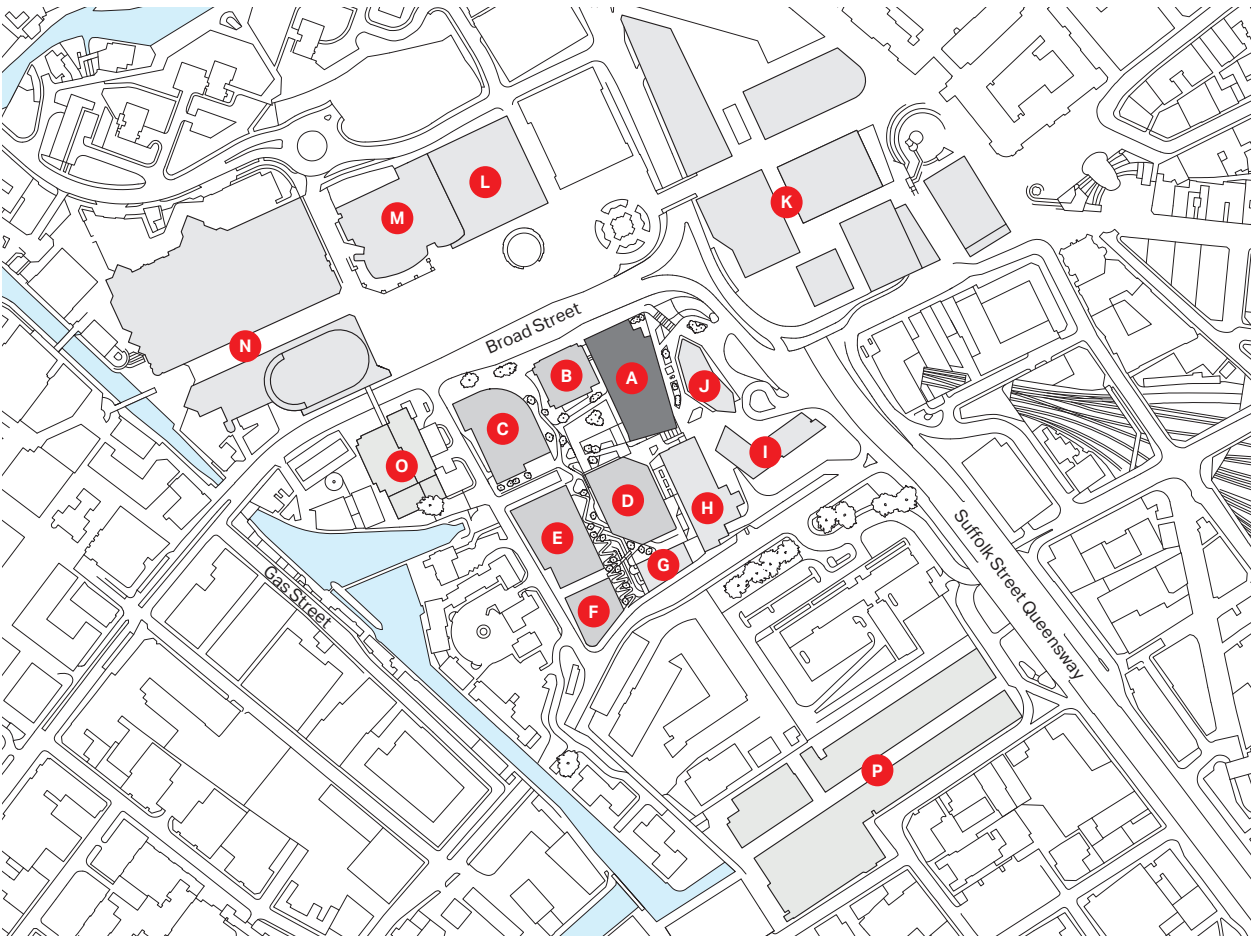 L
K
M
Broad Street
N
B
A
J
C
I
O
D
H
E
G
F
Gas Street
Suffolk Street Queensway
P